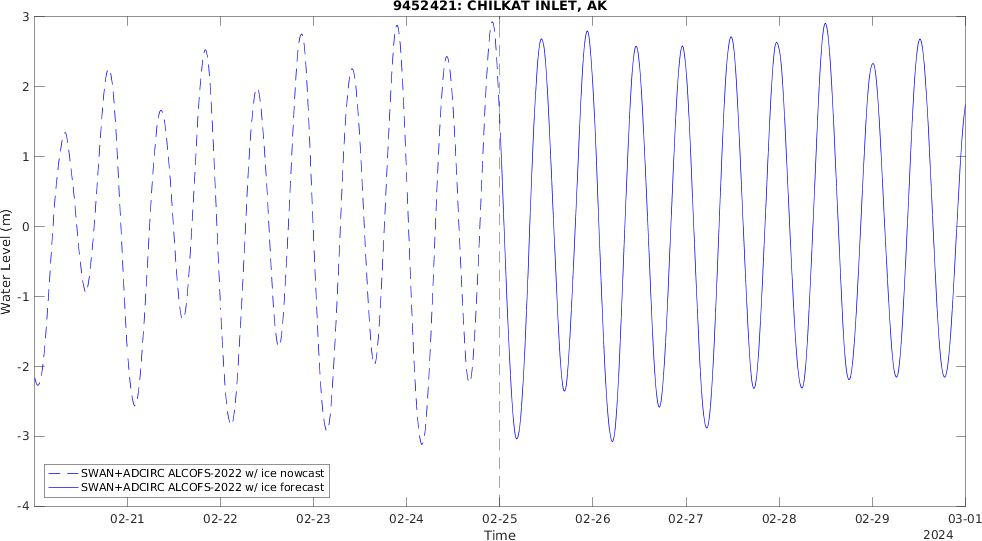 9452421: CHILKAT INLET, AK
3
2
1
0
-1
-2
-3
-4
Water Level (m)
SWAN+ADCIRC ALCOFS-2022 w/ ice nowcast
SWAN+ADCIRC ALCOFS-2022 w/ ice forecast
02-21 02-22 02-23 02-24 02-25 02-26 02-27 02-28 02-29 03-01
Time
2024